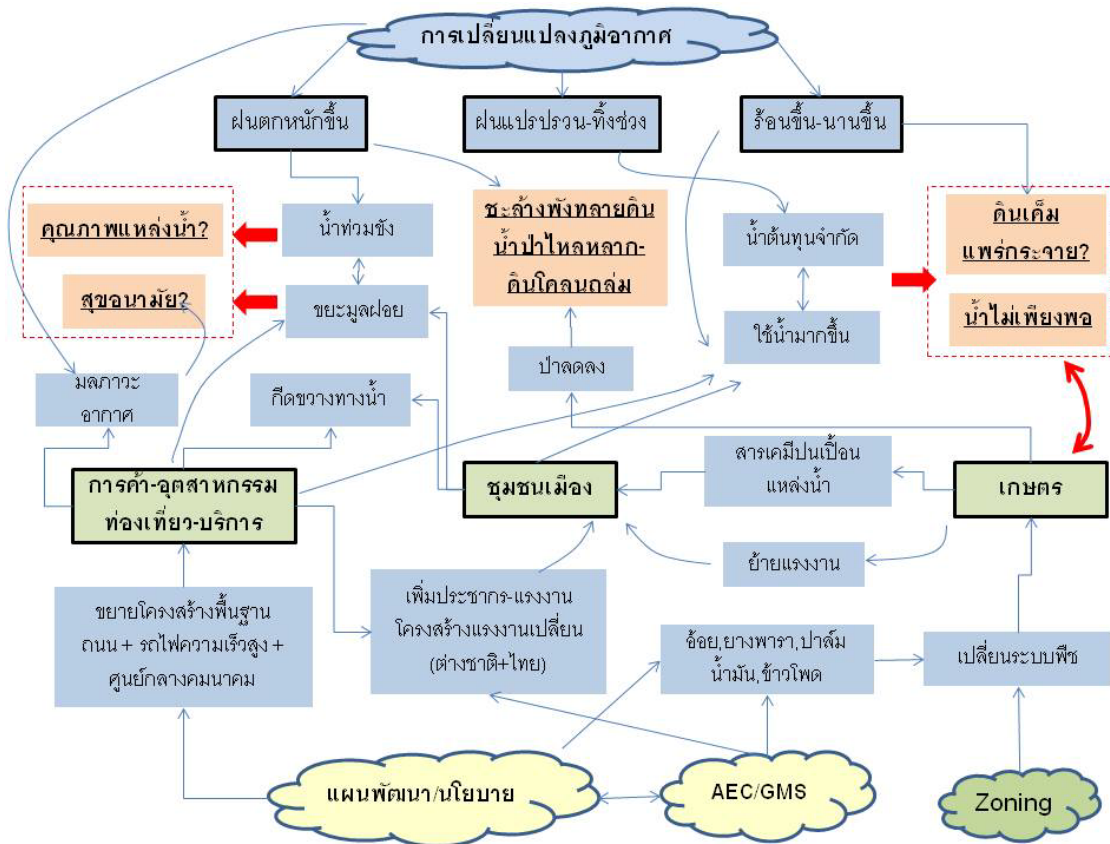 การเปลี่ยนแปลงภูมิอากาศ
ฝนตกหนักขึ้น
ฝนแปรปรวน-ทิ้งช่วง
ร้อนขึ้น-นานขึ้น
คุณภาพแหล่งน้ำ?
สุขอนามัย?
น้ำท่วมขัง
ขยะมูลฝอย
ชะล้างพังทลายดิน
น้ำป่าไหลหลาก-
ดินโคลนถล่ม
น้ำต้นทุนจำกัด
ใช้น้ำมากขึ้น
ดินเค็ม
แพร่กระจาย?
น้ำไม่เพียงพอ
มลภาวะ
อากาศ
กีดขวางทางน้ำ
ป่าลดลง
การค้า-อุตสาหกรรม
ท่องเที่ยว-บริการ
ชุมชนเมือง
สารเคมีปนเปื้อน
แหล่งน้ำ
เกษตร
ย้ายแรงงาน
ขยายโครงสร้างพื้นฐาน
ถนน + รถไฟความเร็วสูง +
ศูนย์กลางคมนาคม
เพิ่มประชากร-แรงงาน
โครงสร้างแรงงานเปลี่ยน
(ต่างชาติ+ไทย)
อ้อย,ยางพารา,ปาล์ม
น้ำมัน,ข้าวโพด
เปลี่ยนระบบพืช
แผนพัฒนา/นโยบาย
AEC/GMS
Zoning